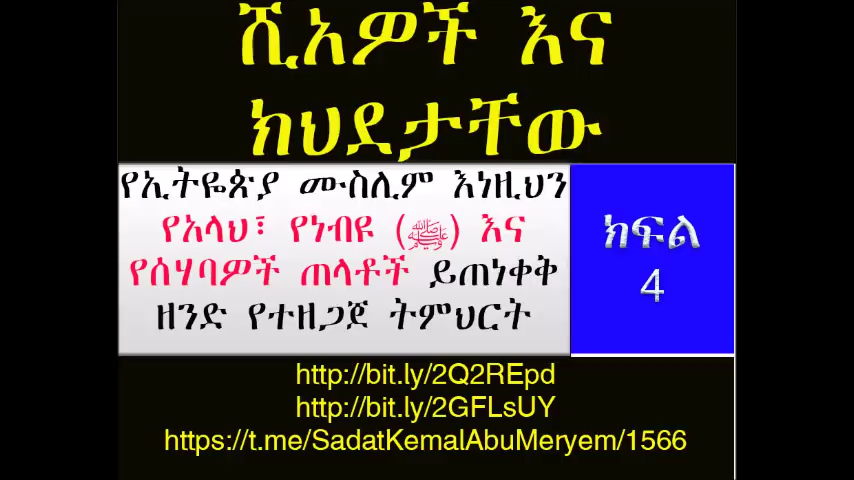 ሺአዎች እና
ክህደታቸው
የኢትዬጵያ ሙስሊም እነዚህን
የአላህ፣ የነብዩ (ﷺ) እና
የሰሃባዎች ጠላቶች ይጠነቀቅ
ዘንድ የተዘጋጀ ትምህርት
ክፍል
4
http://bit.ly/2Q2REpd
http://bit.ly/2GFLsUY
https://t.me/SadatKemalAbuMeryem/1566